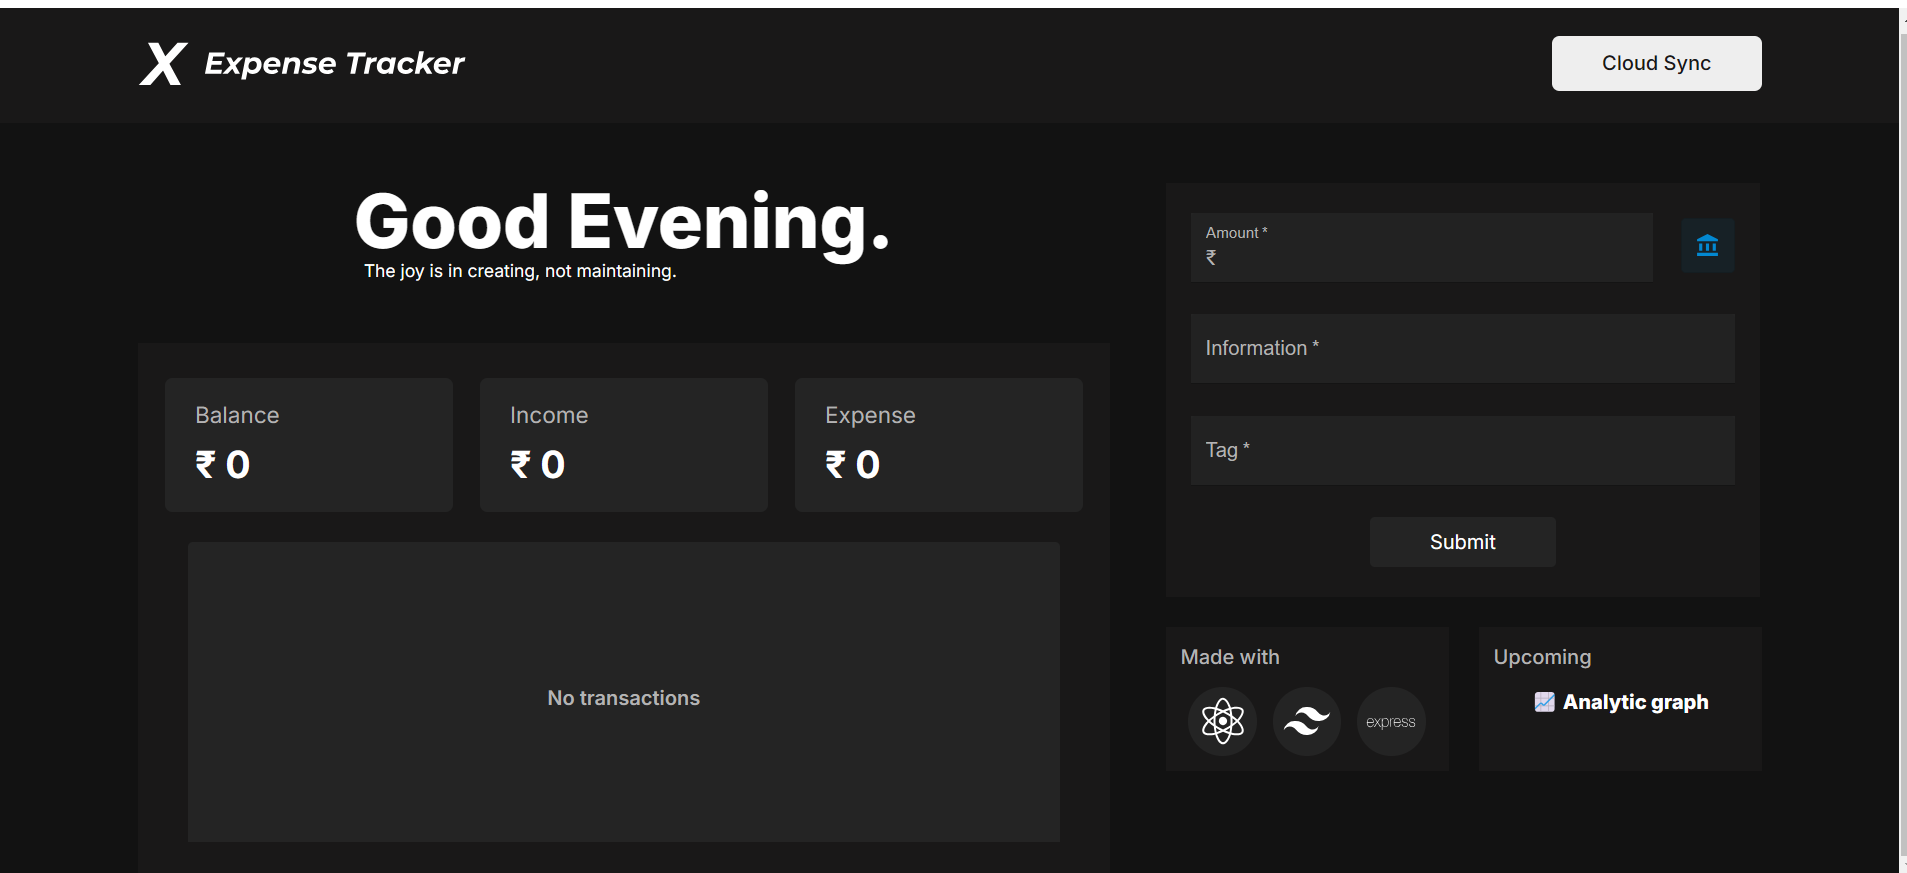 X Expense Tracker
Cloud Sync
Good Evening.
The joy is in creating, not maintaining.
Balance
₹ 0
Income
₹ 0
Expense
₹ 0
No transactions
Amount *
₹
Information *
Tag *
Submit
Made with
express
Upcoming
📈 Analytic graph